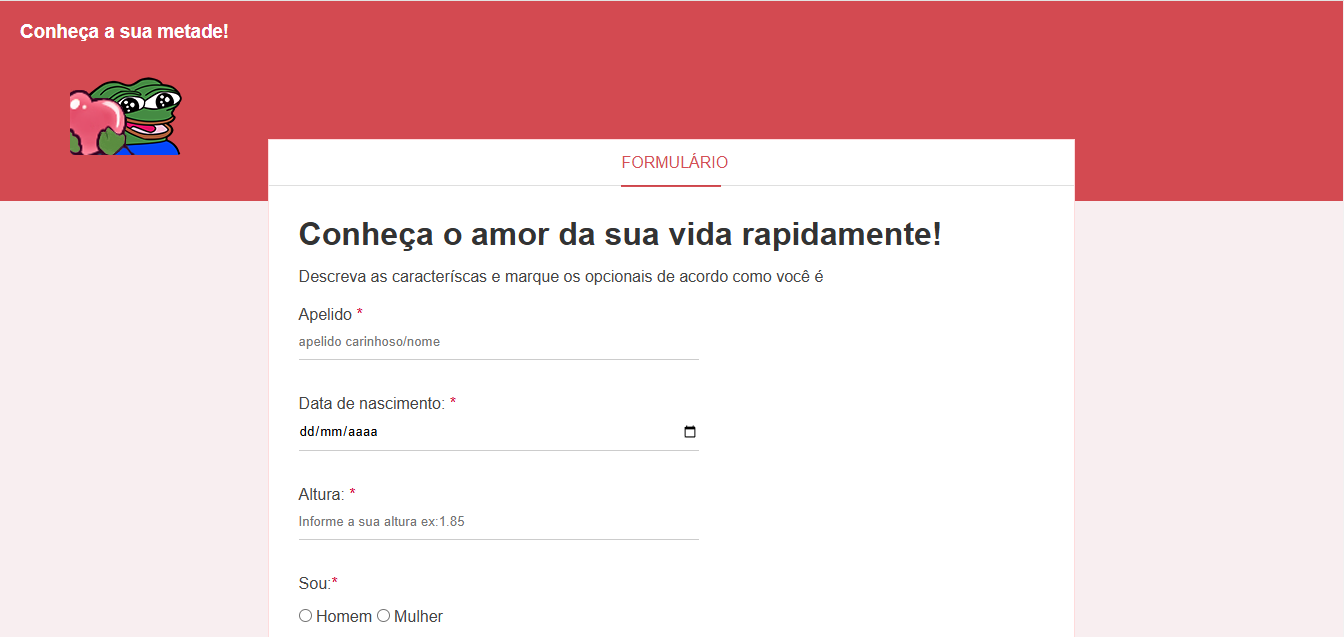 Conheça a sua metade!
FORMULÁRIO
Conheça o amor da sua vida rapidamente!
Descreva as caracteríscas e marque os opcionais de acordo como você é
Apelido *
apelido carinhoso/nome
Data de nascimento: *
dd/mm/aaaa
Altura: *
Informe a sua altura ex:1.85
Sou:*
Homem Mulher